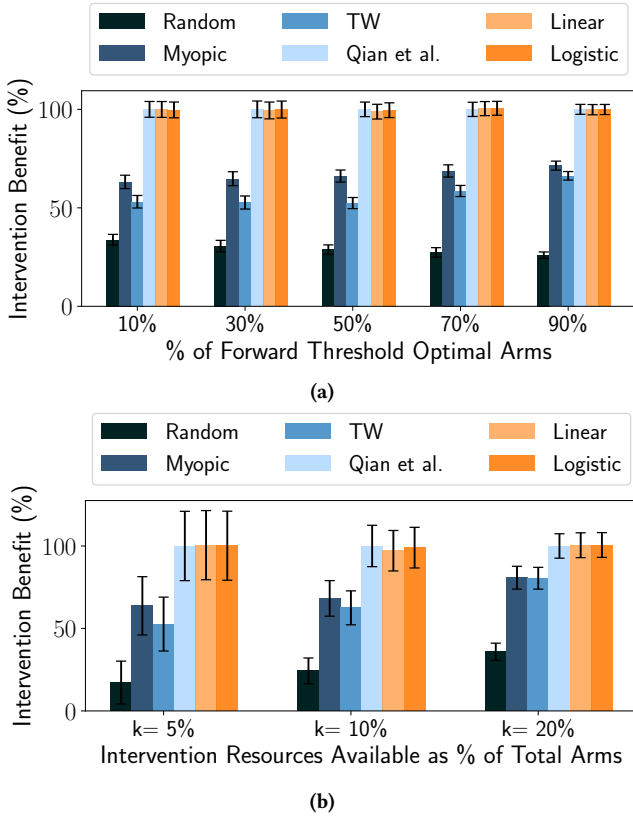 Random TW Linear
Myopic Qian et al. Logistic
Intervention Benefit (%)
100
50
0
10% 30% 50% 70% 90%
% of Forward Threshold Optimal Arms
(a)
Random TW Linear
Myopic Qian et al. Logistic
Intervention Benefit (%)
100
50
0
k= 5% k= 10% k= 20%
Intervention Resources Available as % of Total Arms
(b)